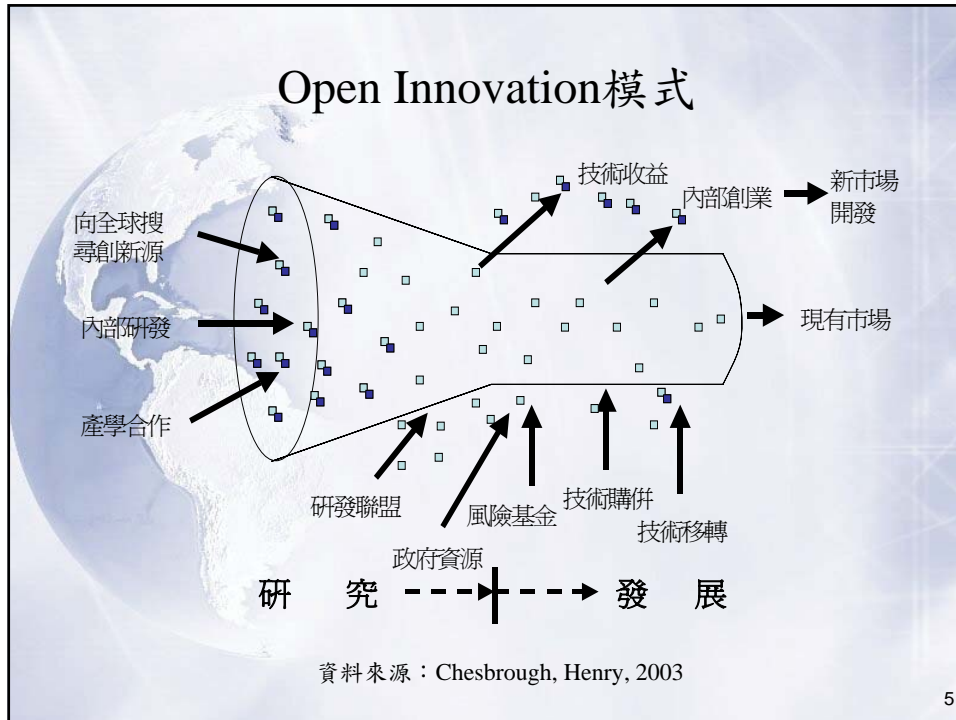 Open Innovation模式
技術收益
內部創業
新市場
開發
向全球搜
尋創新源
內部研發
現有市場
產學合作
研發聯盟
風險基金
技術購併
技術移轉
政府資源
研 究
發 展
資料來源：Chesbrough, Henry, 2003
5